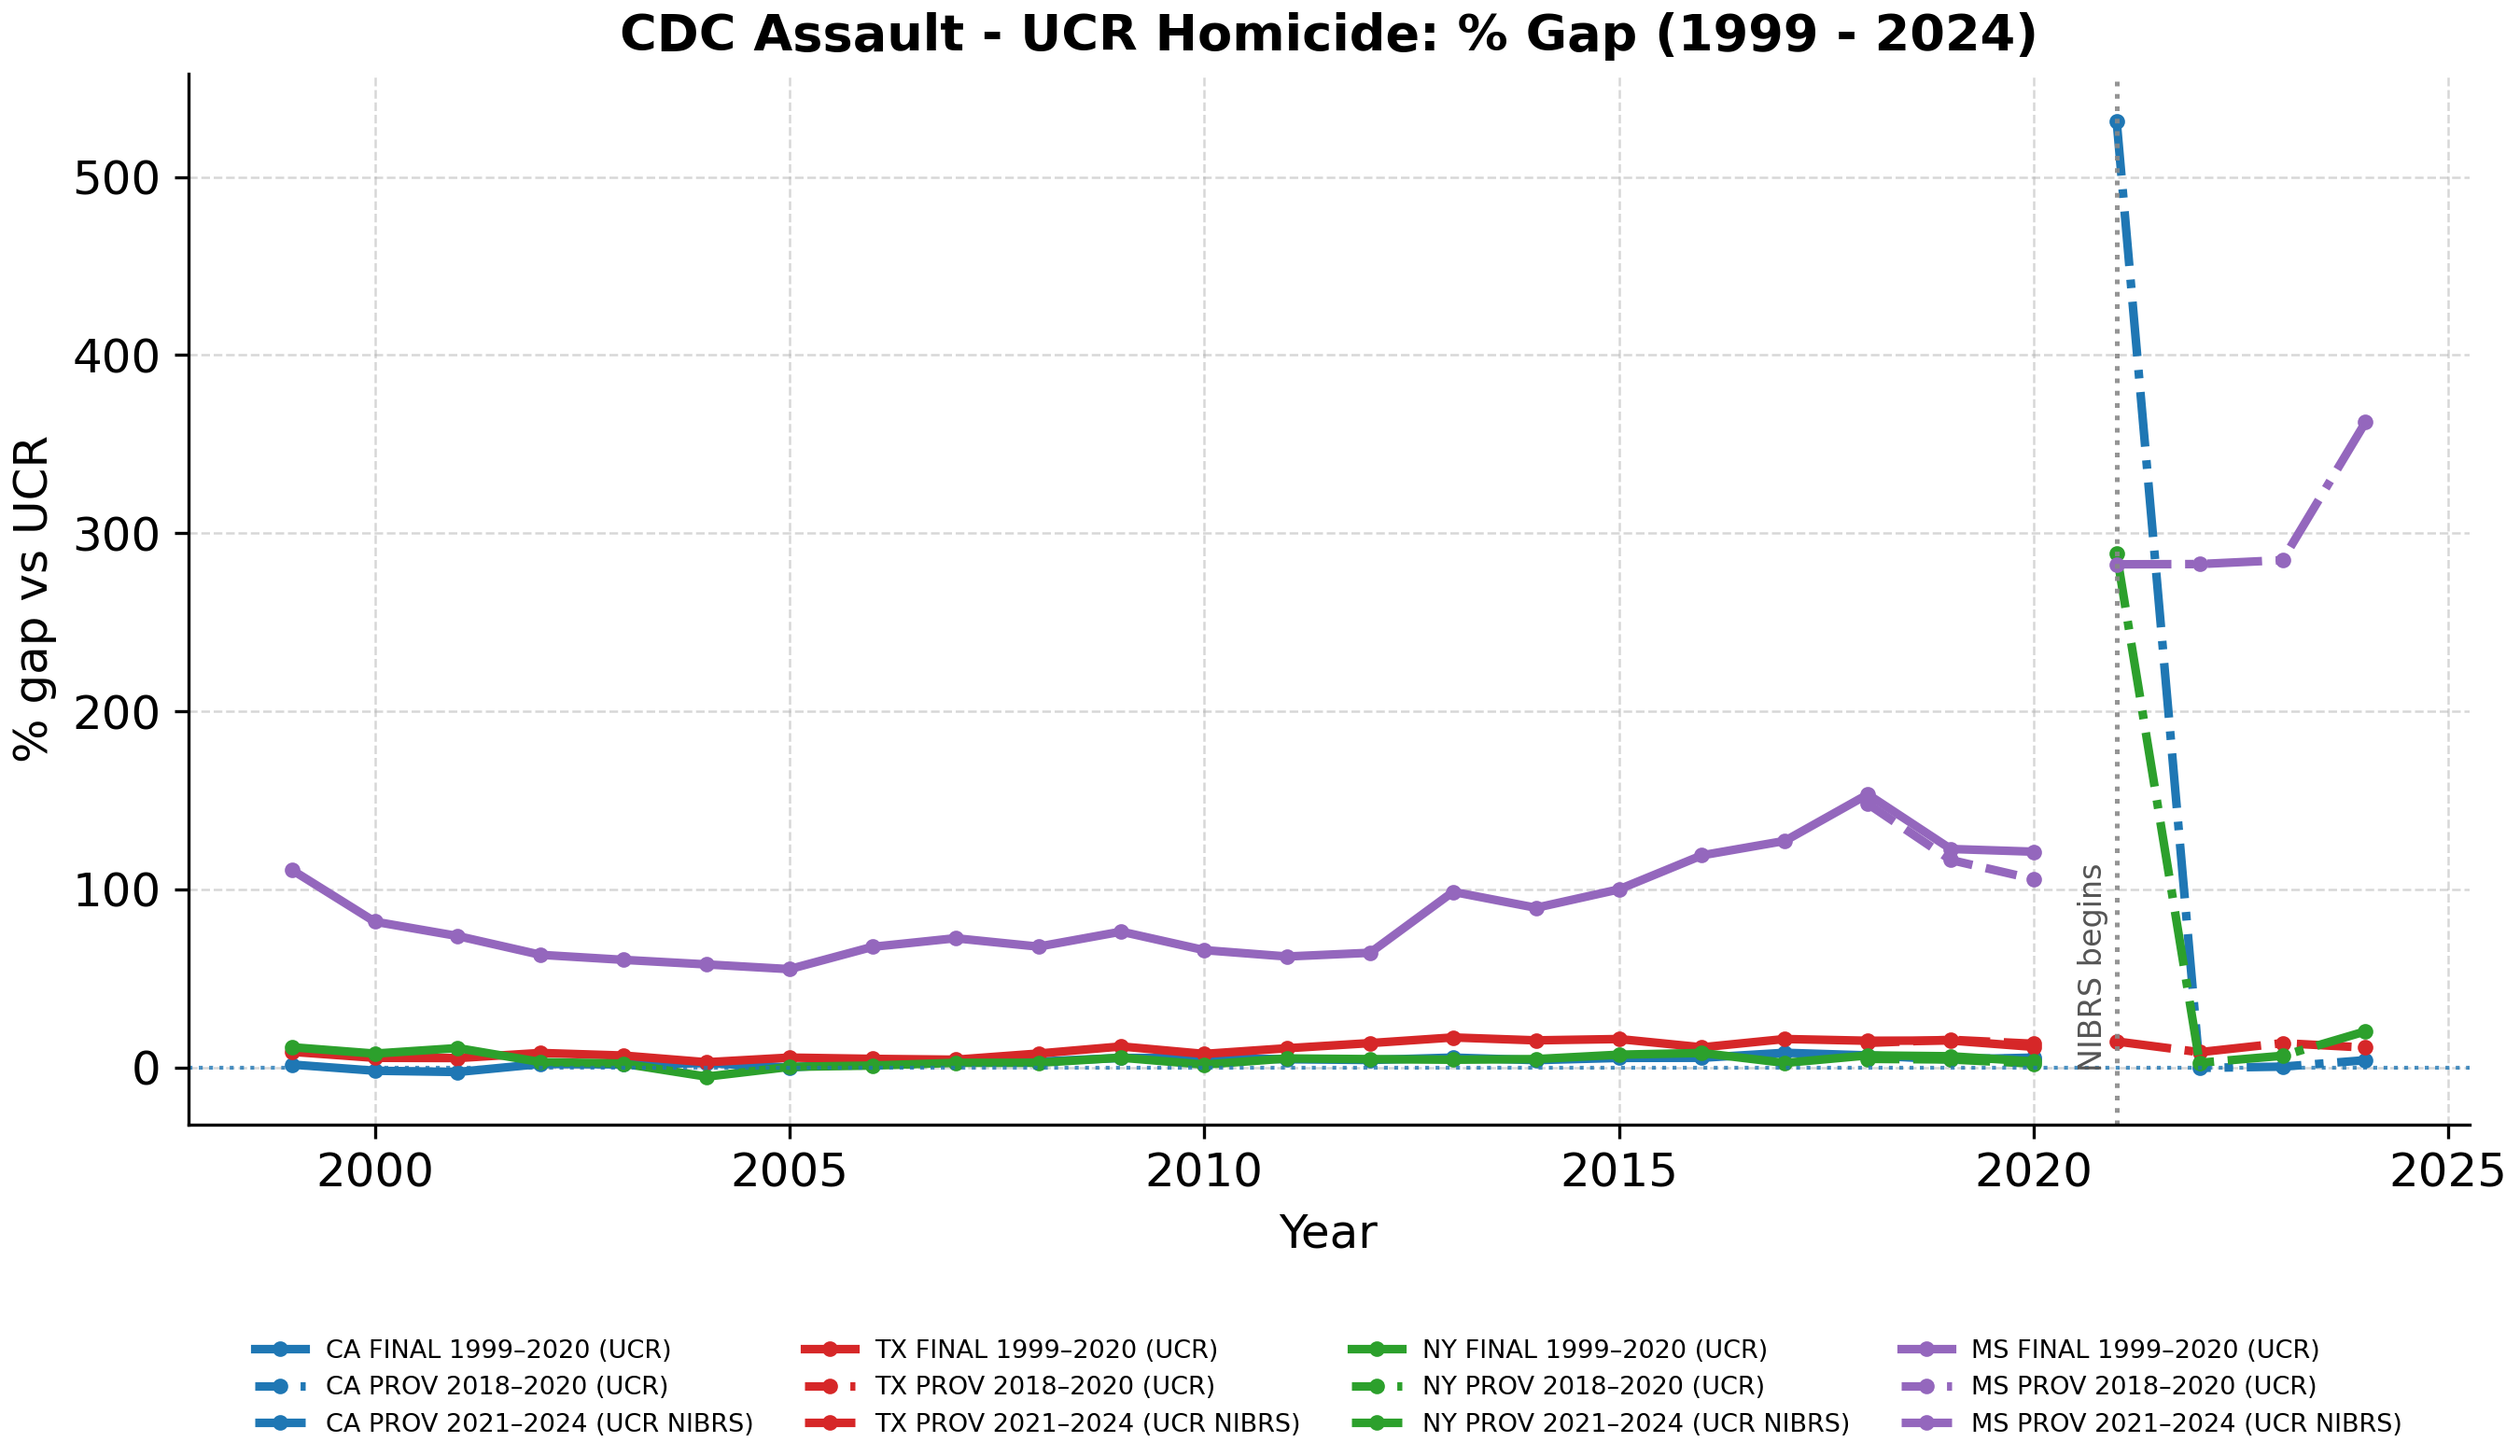 CDC Assault - UCR Homicide: % Gap (1999 - 2024)
% gap vs UCR
500
400
300
200
100
0
NIBRS begins
2000 2005 2010 2015 2020 2025
Year
CA FINAL 1999–2020 (UCR) TX FINAL 1999–2020 (UCR) NY FINAL 1999–2020 (UCR) MS FINAL 1999–2020 (UCR)
CA PROV 2018–2020 (UCR) TX PROV 2018–2020 (UCR) NY PROV 2018–2020 (UCR) MS PROV 2018–2020 (UCR)
CA PROV 2021–2024 (UCR NIBRS) TX PROV 2021–2024 (UCR NIBRS) NY PROV 2021–2024 (UCR NIBRS) MS PROV 2021–2024 (UCR NIBRS)